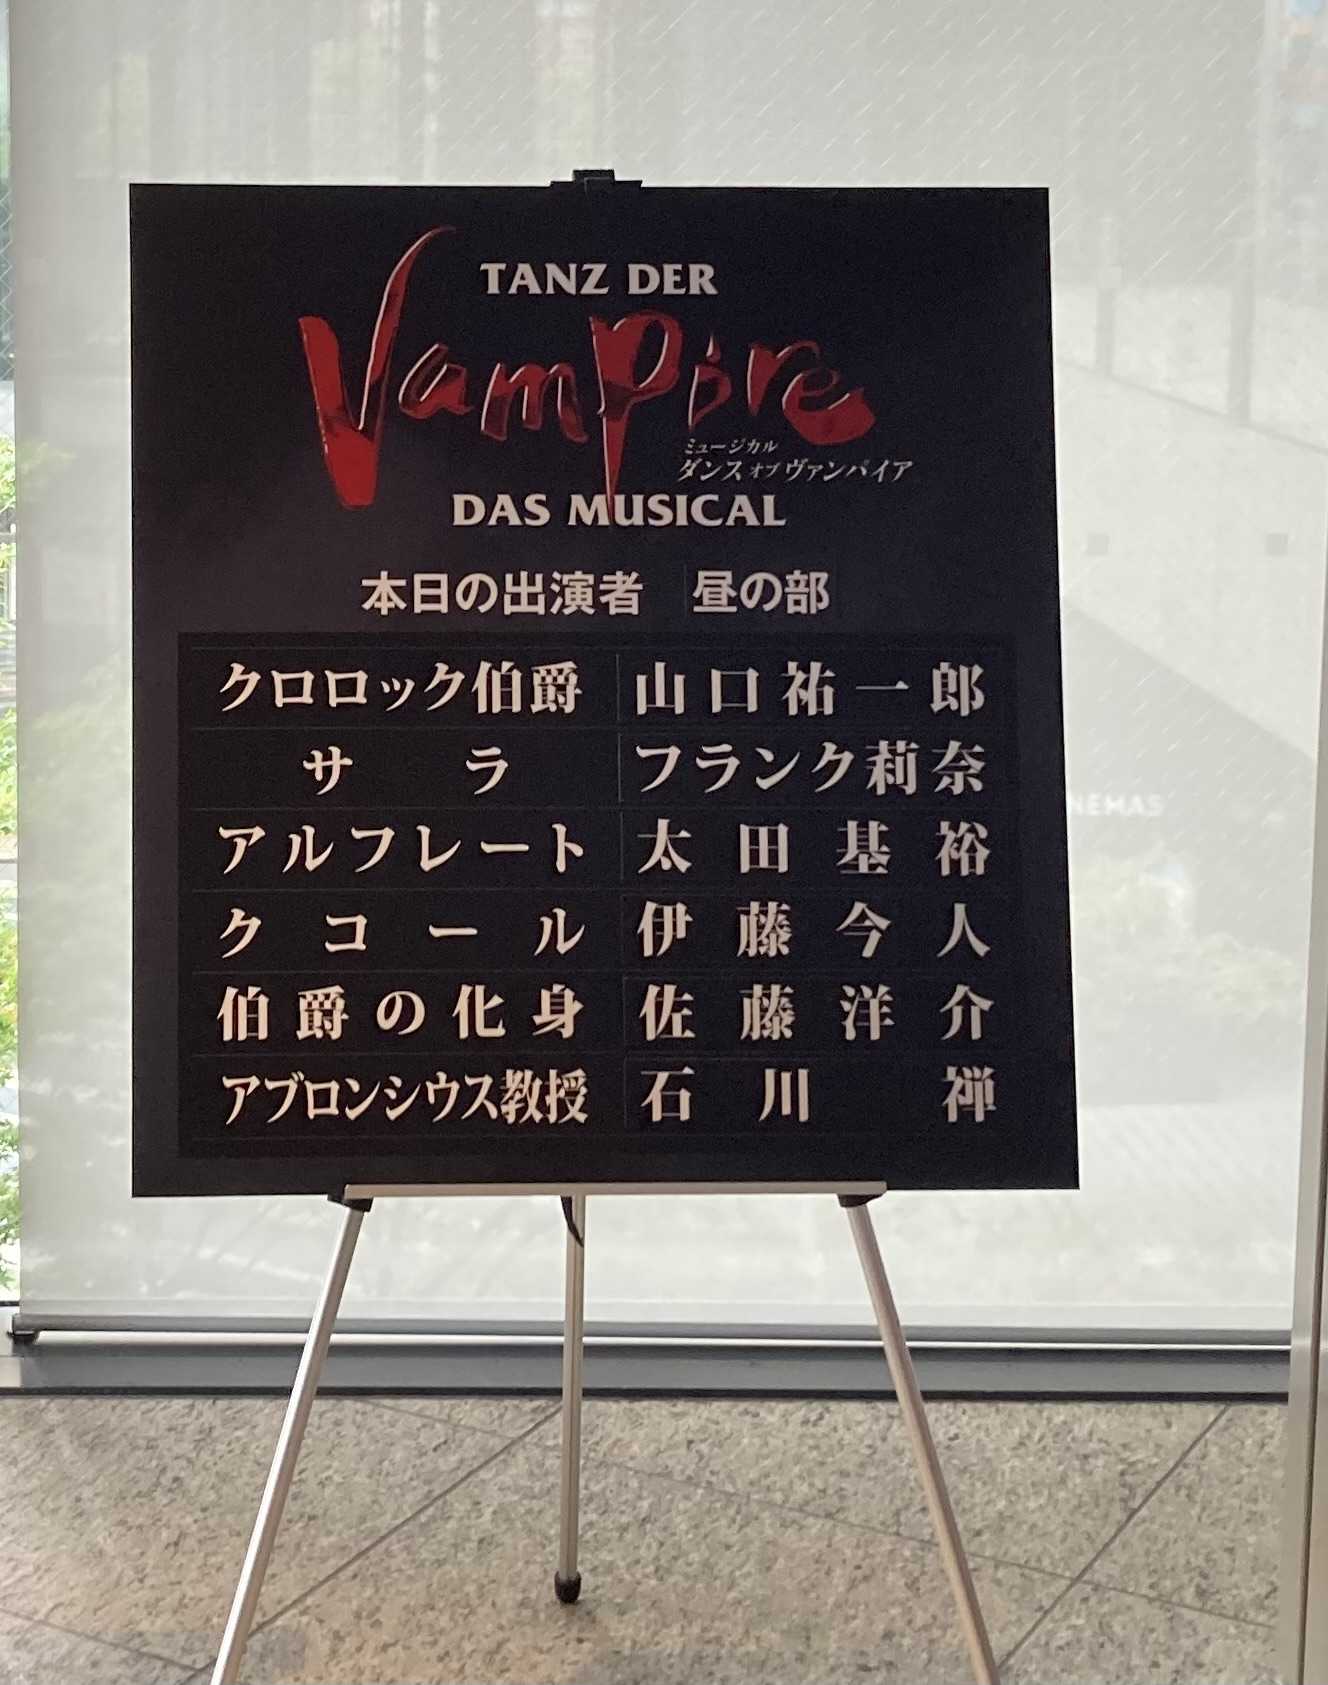 TANZ DER
Vampire
ミュージカル
ダンス オブ ヴァンパイア
DAS MUSICAL
本日の出演者 昼の部
クロロック伯爵 山口祐一郎
サラ フランク莉奈
アルフレート 太田基裕
クコール 伊藤今人
伯爵の化身 佐藤洋介
アブロンシウス教授 石川 禅
NEMAS